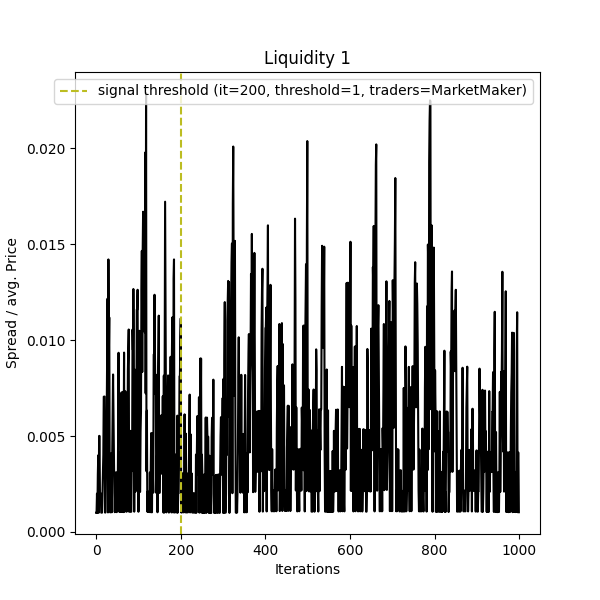 Liquidity 1
signal threshold (it=200, threshold=1, traders=MarketMaker)
Spread / avg. Price
0.020
0.015
0.010
0.005
0.000
0 200 400 600 800 1000
Iterations